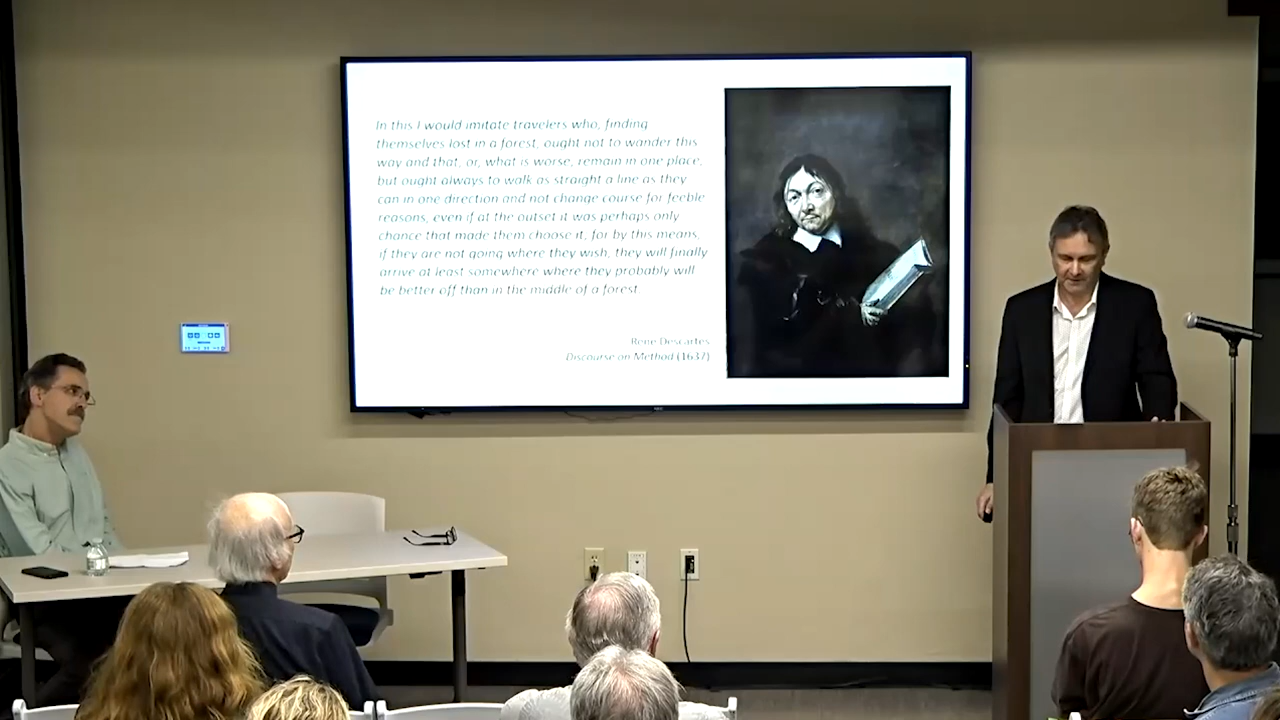 In this I would imitate travelers who, finding
themselves lost in a forest, ought not to wander this
way and that, or, what is worse, remain in one place,
but ought always to walk as straight a line as they
can in one direction and not change course for feeble
reasons, even if at the outset it was perhaps only
chance that made them choose it, for by this means,
if they are not going where they wish, they will finally
arrive at least somewhere where they probably will
be better off than in the middle of a forest.
René Descartes
Discourse on Method (1637)